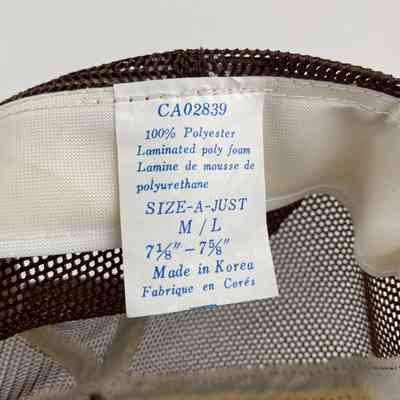 CA02839
100% Polyester
Laminated poly foam
Lamine de mousse de
polyurethane
SIZE-A-JUST
M / L
7⅛" – 7⅝"
Made in Korea
Fabrique en Corés